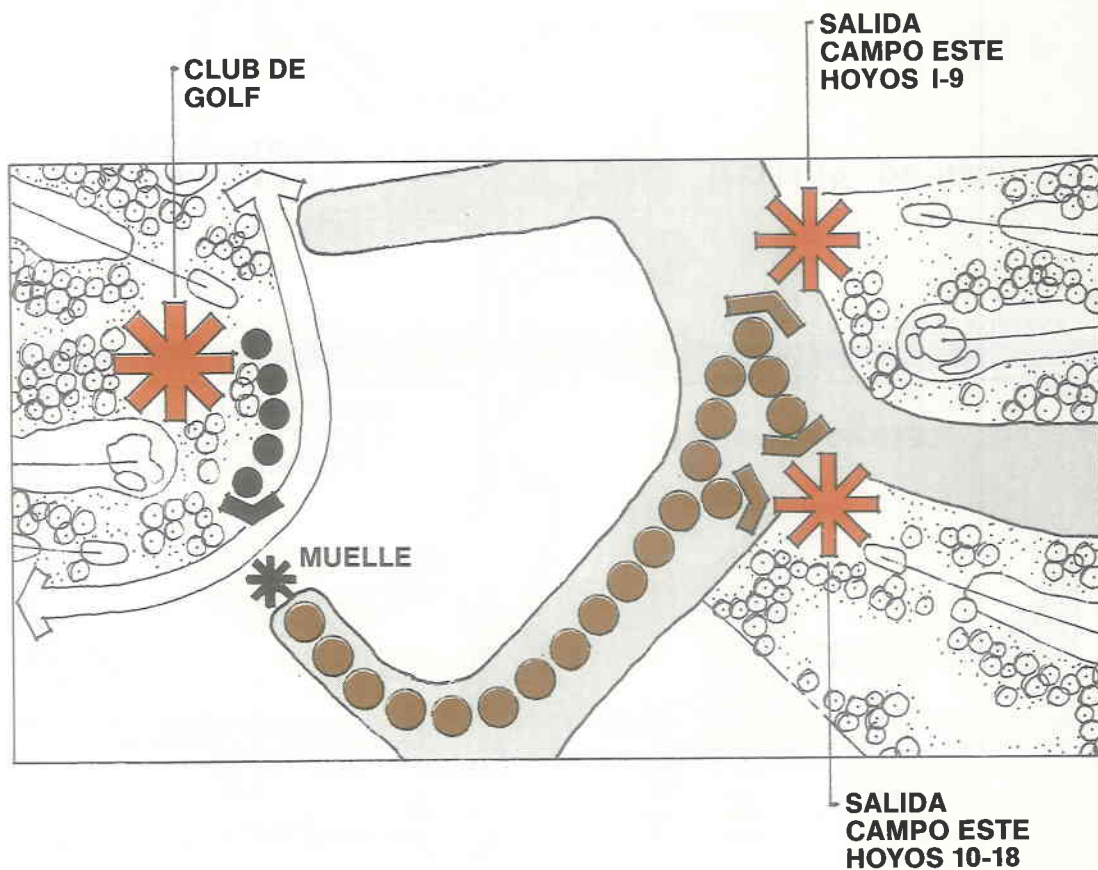 CLUB DE
GOLF
SALIDA
CAMPO ESTE
HOYOS I-9
MUELLE
SALIDA
CAMPO ESTE
HOYOS 10-18